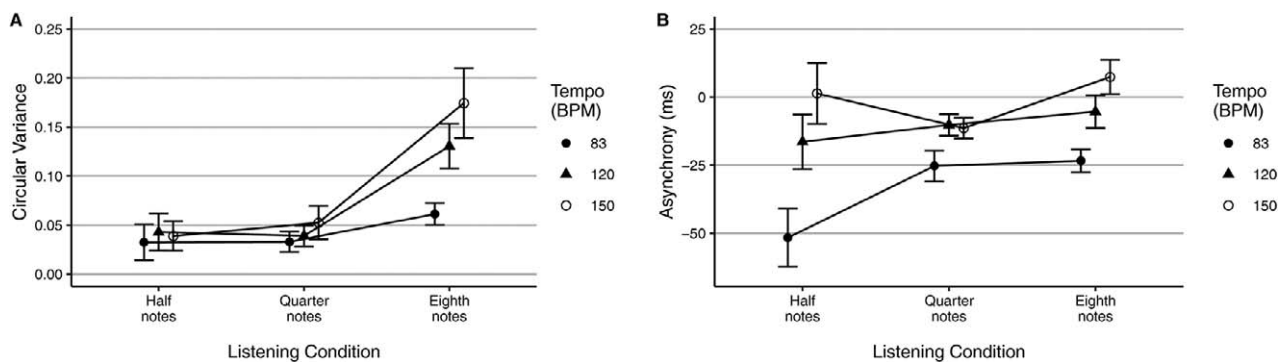 A
0.25
0.20
0.15
0.10
0.05
0.00
Circular Variance
Half
notes
Quarter
notes
Eighth
notes
Listening Condition
Tempo
(BPM)
83
120
150
B
25
0
−25
−50
Asynchrony (ms)
Half
notes
Quarter
notes
Eighth
notes
Listening Condition
Tempo
(BPM)
83
120
150